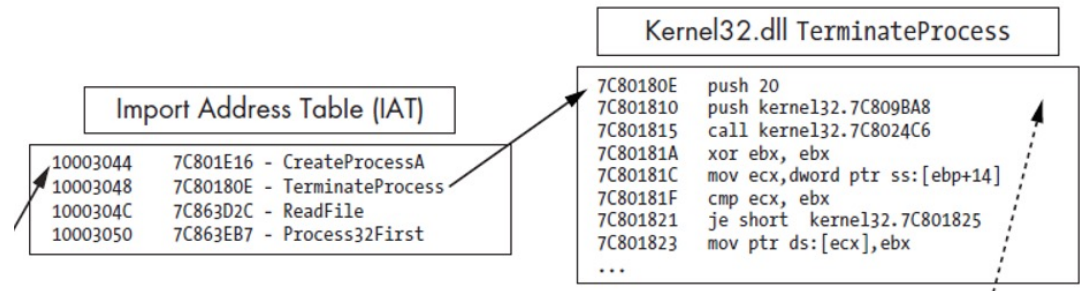 Kernel32.dll TerminateProcess
7C80180E push 20
7C801810 push kernel32.7C809BA8
7C801815 call kernel32.7C8024C6
7C80181A xor ebx, ebx
7C80181C mov ecx,dword ptr ss:[ebp+14]
7C80181F cmp ecx, ebx
7C801821 je short kernel32.7C801825
7C801823 mov ptr ds:[ecx],ebx
...
Import Address Table (IAT)
10003044 7C801E16 - CreateProcessA
10003048 7C80180E - TerminateProcess
1000304C 7C863D2C - ReadFile
10003050 7C863EB7 - Process32First